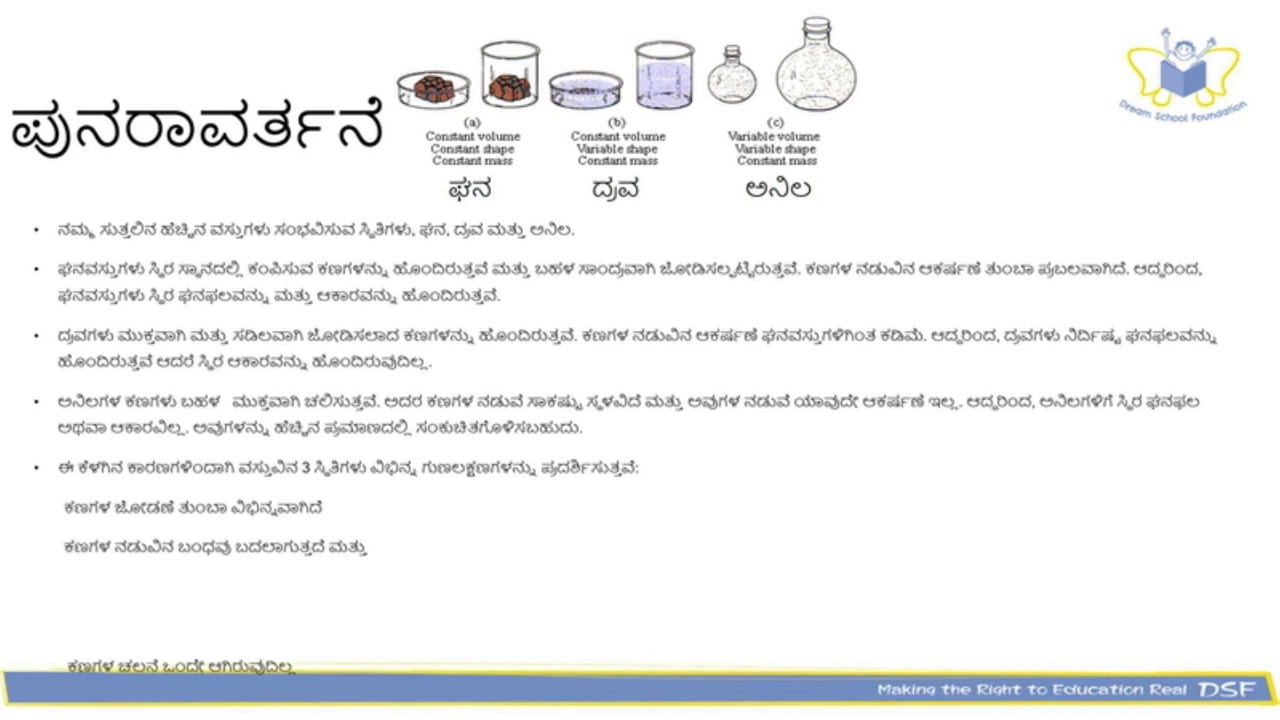 ಪುನರಾವರ್ತನೆ
(a)
Constant volume
Constant shape
Constant mass
ಘನ
(b)
Constant volume
Variable shape
Constant mass
ದ್ರವ
(c)
Variable volume
Variable shape
Constant mass
ಅನಿಲ
Dream School Foundation
• ನಮ್ಮ ಸುತ್ತಲಿನ ಹೆಚ್ಚಿನ ವಸ್ತುಗಳು ಸಂಭವಿಸುವ ಸ್ಥಿತಿಗಳು, ಘನ, ದ್ರವ ಮತ್ತು ಅನಿಲ.
• ಘನವಸ್ತುಗಳು ಸ್ಥಿರ ಸ್ಥಾನದಲ್ಲಿ ಕಂಪಿಸುವ ಕಣಗಳನ್ನು ಹೊಂದಿರುತ್ತವೆ ಮತ್ತು ಬಹಳ ಸಾಂದ್ರವಾಗಿ ಜೋಡಿಸಲ್ಪಟ್ಟಿರುತ್ತವೆ. ಕಣಗಳ ನಡುವಿನ ಆಕರ್ಷಣೆ ತುಂಬಾ ಪ್ರಬಲವಾಗಿದೆ. ಆದ್ದರಿಂದ,
ಘನವಸ್ತುಗಳು ಸ್ಥಿರ ಘನಫಲವನ್ನು ಮತ್ತು ಆಕಾರವನ್ನು ಹೊಂದಿರುತ್ತವೆ.
• ದ್ರವಗಳು ಮುಕ್ತವಾಗಿ ಮತ್ತು ಸಡಿಲವಾಗಿ ಜೋಡಿಸಲಾದ ಕಣಗಳನ್ನು ಹೊಂದಿರುತ್ತವೆ. ಕಣಗಳ ನಡುವಿನ ಆಕರ್ಷಣೆ ಘನವಸ್ತುಗಳಿಗಿಂತ ಕಡಿಮೆ. ಆದ್ದರಿಂದ, ದ್ರವಗಳು ನಿರ್ದಿಷ್ಟ ಘನಫಲವನ್ನು
ಹೊಂದಿರುತ್ತವೆ ಆದರೆ ಸ್ಥಿರ ಆಕಾರವನ್ನು ಹೊಂದಿರುವುದಿಲ್ಲ.
• ಅನಿಲಗಳ ಕಣಗಳು ಬಹಳ ಮುಕ್ತವಾಗಿ ಚಲಿಸುತ್ತವೆ. ಅದರ ಕಣಗಳ ನಡುವೆ ಸಾಕಷ್ಟು ಸ್ಥಳವಿದೆ ಮತ್ತು ಅವುಗಳ ನಡುವೆ ಯಾವುದೇ ಆಕರ್ಷಣೆ ಇಲ್ಲ. ಆದ್ದರಿಂದ, ಅನಿಲಗಳಿಗೆ ಸ್ಥಿರ ಘನಫಲ
ಅಥವಾ ಆಕಾರವಿಲ್ಲ. ಅವುಗಳನ್ನು ಹೆಚ್ಚಿನ ಪ್ರಮಾಣದಲ್ಲಿ ಸಂಕುಚಿತಗೊಳಿಸಬಹುದು.
• ಈ ಕೆಳಗಿನ ಕಾರಣಗಳಿಂದಾಗಿ ವಸ್ತುವಿನ 3 ಸ್ಥಿತಿಗಳು ವಿಭಿನ್ನ ಗುಣಲಕ್ಷಣಗಳನ್ನು ಪ್ರದರ್ಶಿಸುತ್ತವೆ:
ಕಣಗಳ ಜೋಡಣೆ ತುಂಬಾ ವಿಭಿನ್ನವಾಗಿದೆ
ಕಣಗಳ ನಡುವಿನ ಬಂಧವು ಬದಲಾಗುತ್ತದೆ ಮತ್ತು
ಕಣಗಳ ಚಲನೆ ಒಂದೇ ಆಗಿರುವುದಿಲ್ಲ
Making the Right to Education Real DSF